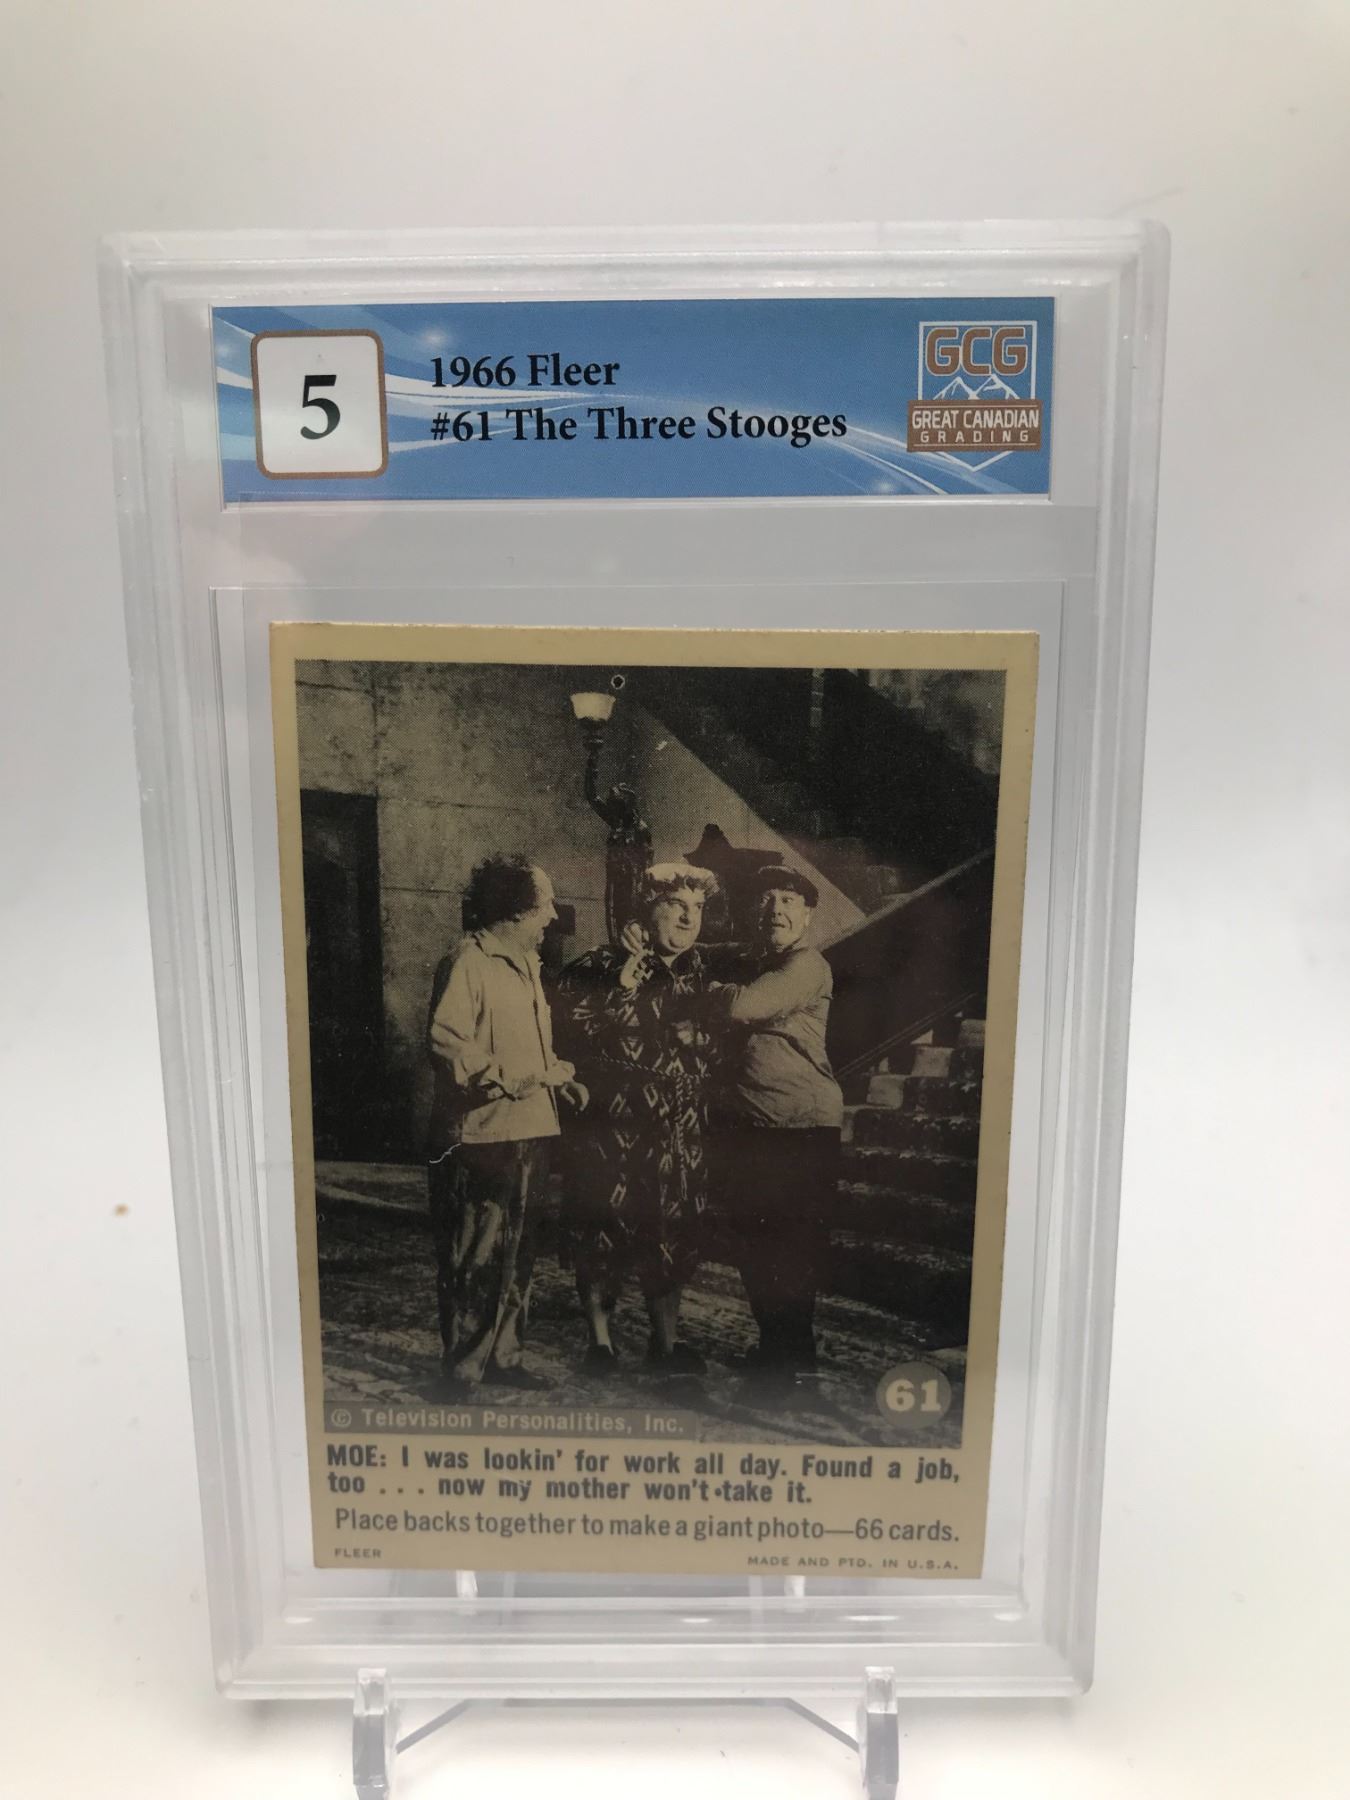 5
1966 Fleer
#61 The Three Stooges
GCG
GREAT CANADIAN
GRADING
61
© Television Personalities, Inc.
MOE: I was lookin' for work all day. Found a job,
too . . . now my mother won't take it.
Place backs together to make a giant photo—66 cards.
FLEER
MADE AND PTD. IN U.S.A.